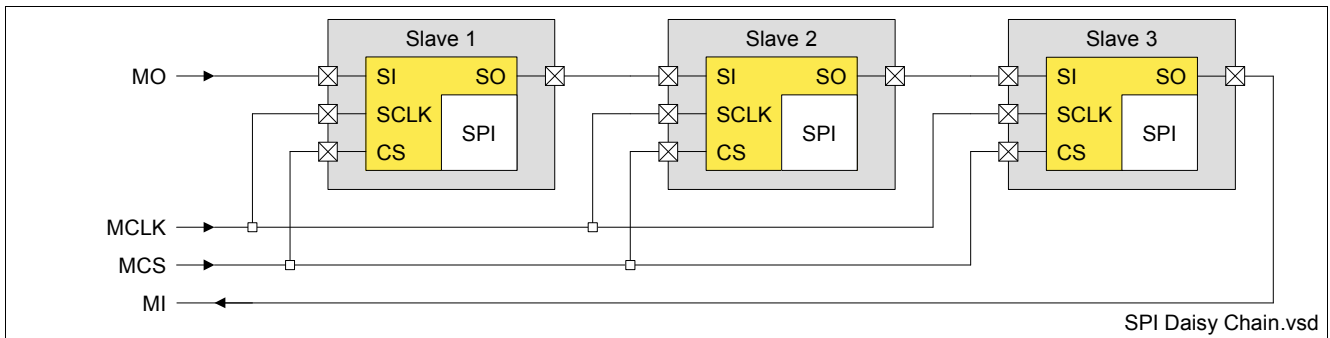 Slave 1 Slave 2 Slave 3
MO SI SO SI SO SI SO
SCLK SCLK SCLK
SPI SPI SPI
CS CS CS
MCLK
MCS
MI
SPI Daisy Chain.vsd